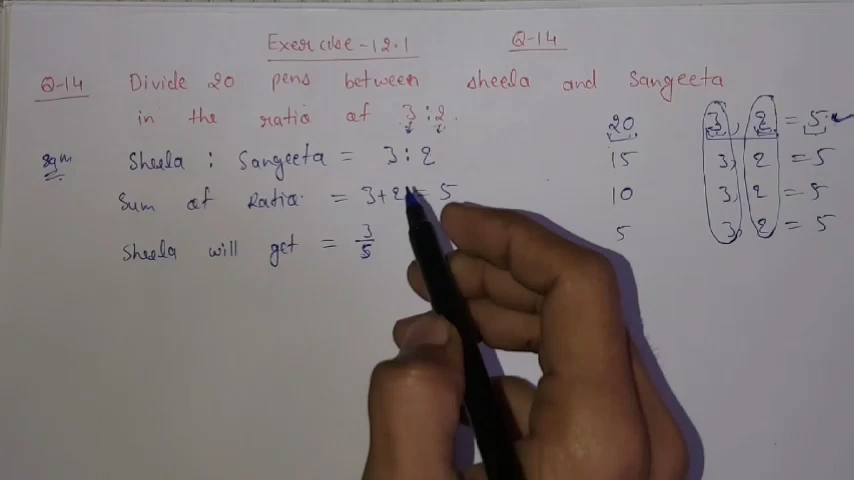 Exercise-12.1 Q-14
Q-14 Divide 20 pens between sheela and Sangeeta
in the ratio of 3:2.
Sheela : Sangeeta = 3:2
Sum of Ratio = 3+2 = 5
Sheela will get = 3/5
20 3, 2 = 5
15 3, 2 = 5
10 3, 2 = 5
5 3, 2 = 5